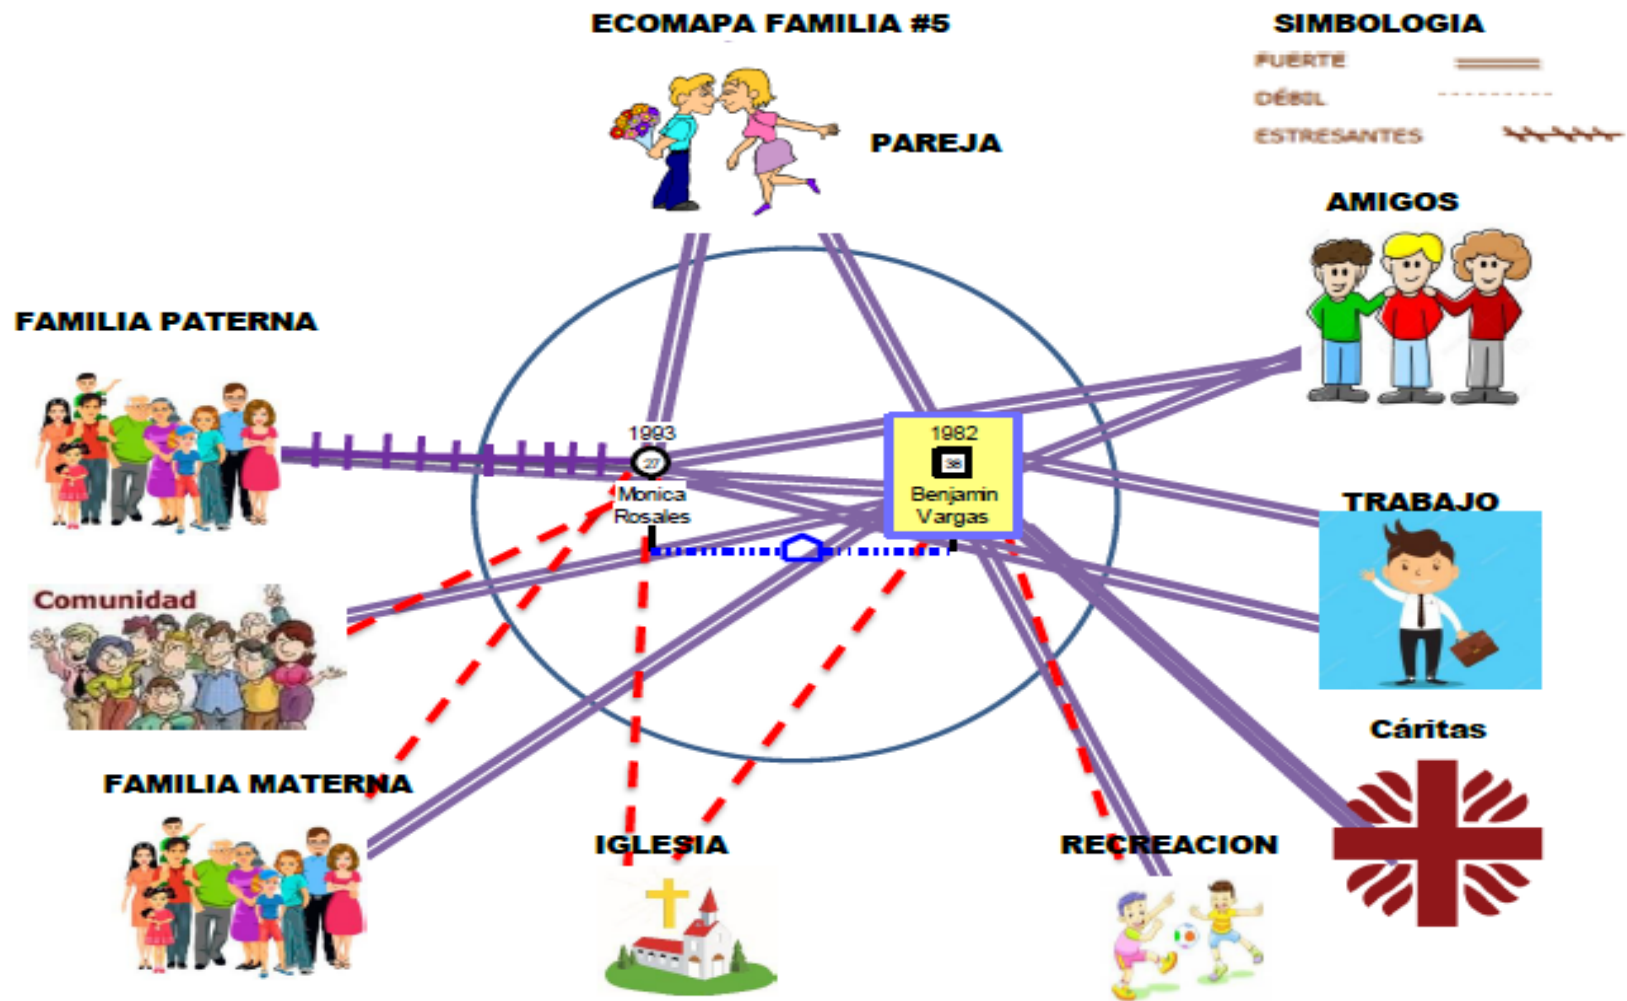 ECOMAPA FAMILIA #5
SIMBOLOGIA
FUERTE
DÉBIL
ESTRESANTES
PAREJA
AMIGOS
FAMILIA PATERNA
1993
27
Monica
Rosales
1982
38
Benjamin
Vargas
TRABAJO
Comunidad
Cáritas
FAMILIA MATERNA
IGLESIA
RECREACION